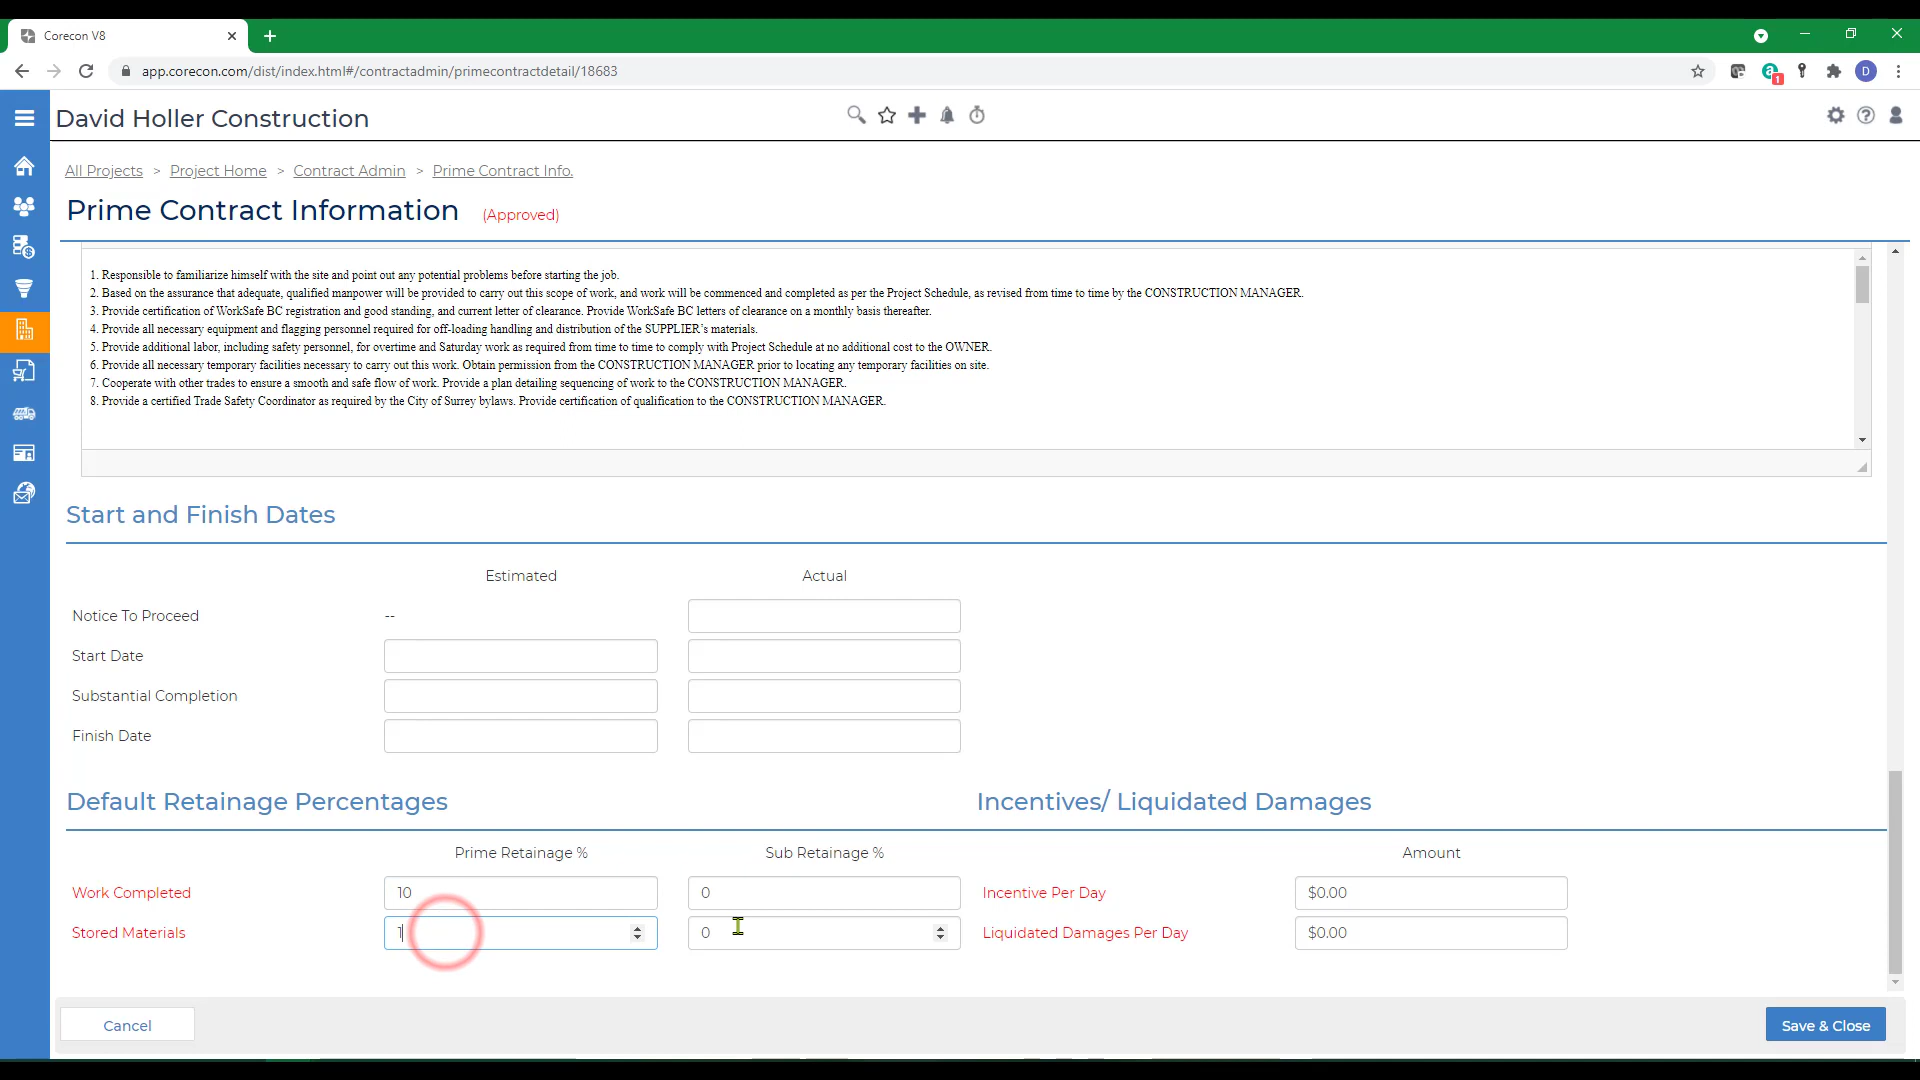 Corecon V8
app.corecon.com/dist/index.html#/contractadmin/primecontractdetail/18683
1
D
David Holler Construction
All Projects > Project Home > Contract Admin > Prime Contract Info.
Prime Contract Information (Approved)
1. Responsible to familiarize himself with the site and point out any potential problems before starting the job.
2. Based on the assurance that adequate, qualified manpower will be provided to carry out this scope of work, and work will be commenced and completed as per the Project Schedule, as revised from time to time by the CONSTRUCTION MANAGER.
3. Provide certification of WorkSafe BC registration and good standing, and current letter of clearance. Provide WorkSafe BC letters of clearance on a monthly basis thereafter.
4. Provide all necessary equipment and flagging personnel required for off-loading handling and distribution of the SUPPLIER's materials.
5. Provide additional labor, including safety personnel, for overtime and Saturday work as required from time to time to comply with Project Schedule at no additional cost to the OWNER.
6. Provide all necessary temporary facilities necessary to carry out this work. Obtain permission from the CONSTRUCTION MANAGER prior to locating any temporary facilities on site.
7. Cooperate with other trades to ensure a smooth and safe flow of work. Provide a plan detailing sequencing of work to the CONSTRUCTION MANAGER.
8. Provide a certified Trade Safety Coordinator as required by the City of Surrey bylaws. Provide certification of qualification to the CONSTRUCTION MANAGER.
Start and Finish Dates
Estimated Actual
Notice To Proceed --
Start Date
Substantial Completion
Finish Date
Default Retainage Percentages Incentives/ Liquidated Damages
Prime Retainage % Sub Retainage % Amount
Work Completed 10 0 Incentive Per Day $0.00
Stored Materials 1 0 Liquidated Damages Per Day $0.00
Cancel Save & Close